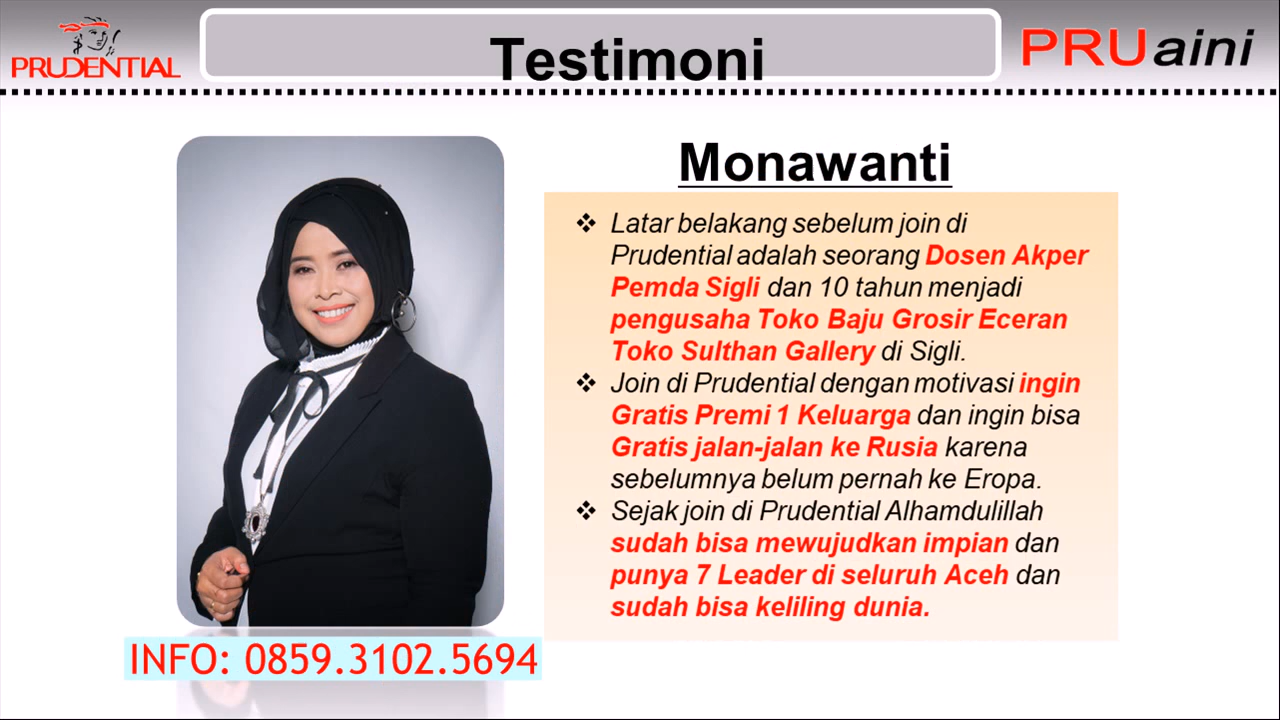 PRUDENTIAL
Testimoni
PRUaini
Monawanti
❖ Latar belakang sebelum join di
Prudential adalah seorang Dosen Akper
Pemda Sigli dan 10 tahun menjadi
pengusaha Toko Baju Grosir Eceran
Toko Sulthan Gallery di Sigli.
❖ Join di Prudential dengan motivasi ingin
Gratis Premi 1 Keluarga dan ingin bisa
Gratis jalan-jalan ke Rusia karena
sebelumnya belum pernah ke Eropa.
❖ Sejak join di Prudential Alhamdulillah
sudah bisa mewujudkan impian dan
punya 7 Leader di seluruh Aceh dan
sudah bisa keliling dunia.
INFO: 0859.3102.5694